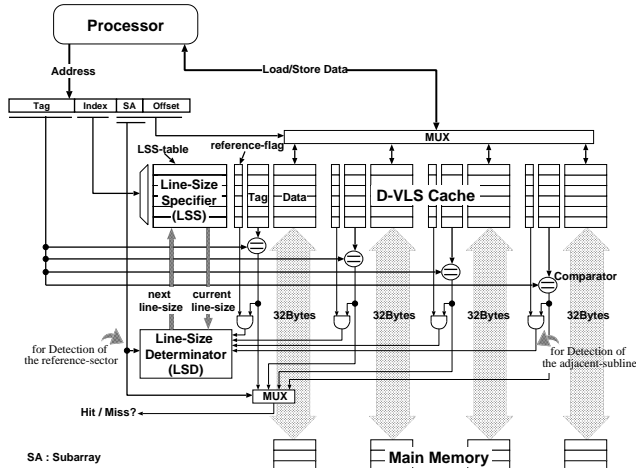 Processor
Address
Load/Store Data
Tag Index SA Offset
reference-flag
MUX
LSS-table
Line-Size
Specifier
(LSS)
Tag
Data
D-VLS Cache
Comparator
next
line-size
current
line-size
32Bytes
32Bytes
32Bytes
32Bytes
for Detection of
the reference-sector
Line-Size
Determinator
(LSD)
for Detection of
the adjacent-subline
MUX
Hit / Miss?
SA : Subarray
Main Memory